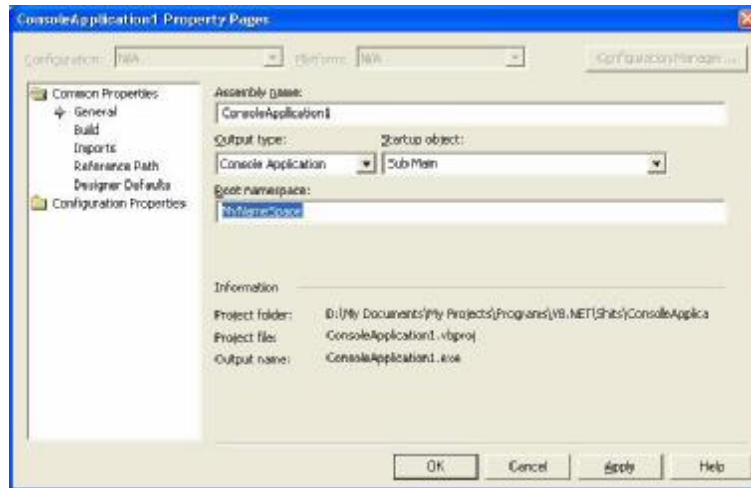 ConsoleApplication1 Property Pages
Configuration: N/A Platform: N/A Configuration Manager...
Common Properties
General
Build
Imports
Reference Path
Designer Defaults
Configuration Properties
Assembly name:
ConsoleApplication1
Output type: Startup object:
Console Application Sub Main
Root namespace:
MyNameSpace
Information
Project folder: D:\My Documents\My Projects\Programs\VB.NET\Shits\ConsoleApplica
Project file: ConsoleApplication1.vbproj
Output name: ConsoleApplication1.exe
OK Cancel Apply Help